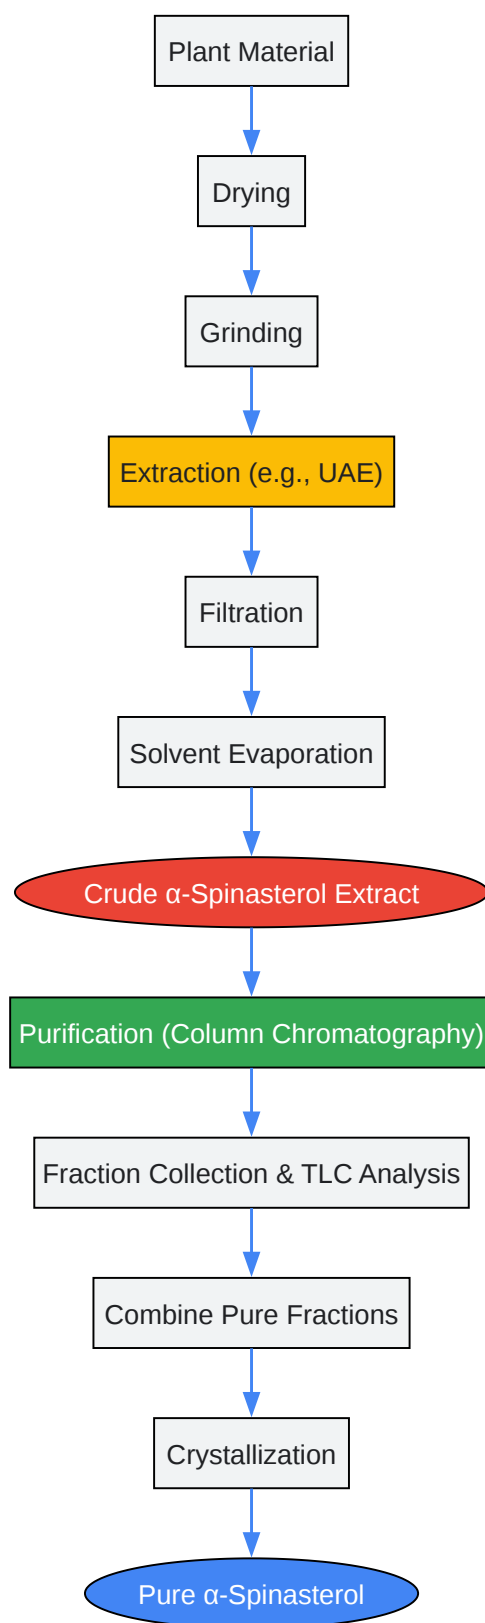 Plant Material
Drying
Grinding
Extraction (e.g., UAE)
Filtration
Solvent Evaporation
Crude α-Spinasterol Extract
Purification (Column Chromatography)
Fraction Collection & TLC Analysis
Combine Pure Fractions
Crystallization
Pure α-Spinasterol